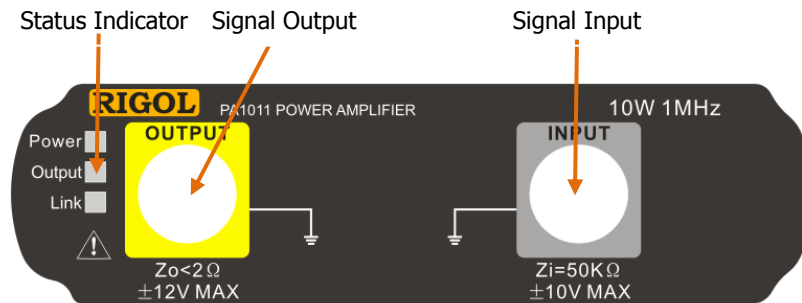 Status Indicator Signal Output Signal Input
RIGOL PA1011 POWER AMPLIFIER 10W 1MHz
OUTPUT INPUT
Power
Output
Link
Zo<2Ω Zi=50KΩ
±12V MAX ±10V MAX